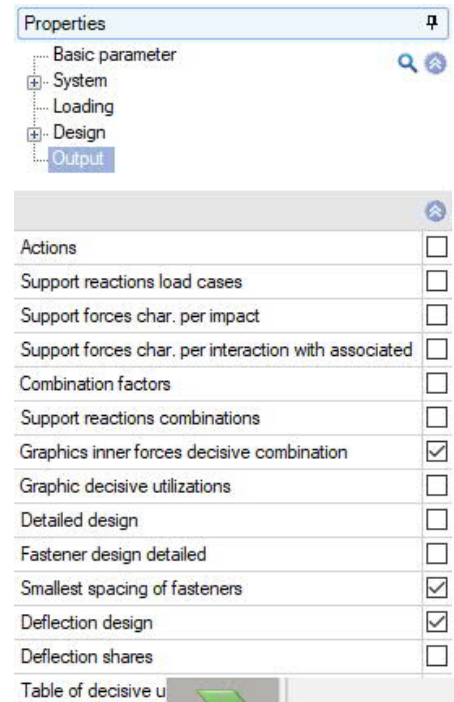 Properties
Basic parameter
System
Loading
Design
Output
Actions
Support reactions load cases
Support forces char. per impact
Support forces char. per interaction with associated
Combination factors
Support reactions combinations
Graphics inner forces decisive combination
Graphic decisive utilizations
Detailed design
Fastener design detailed
Smallest spacing of fasteners
Deflection design
Deflection shares
Table of decisive u